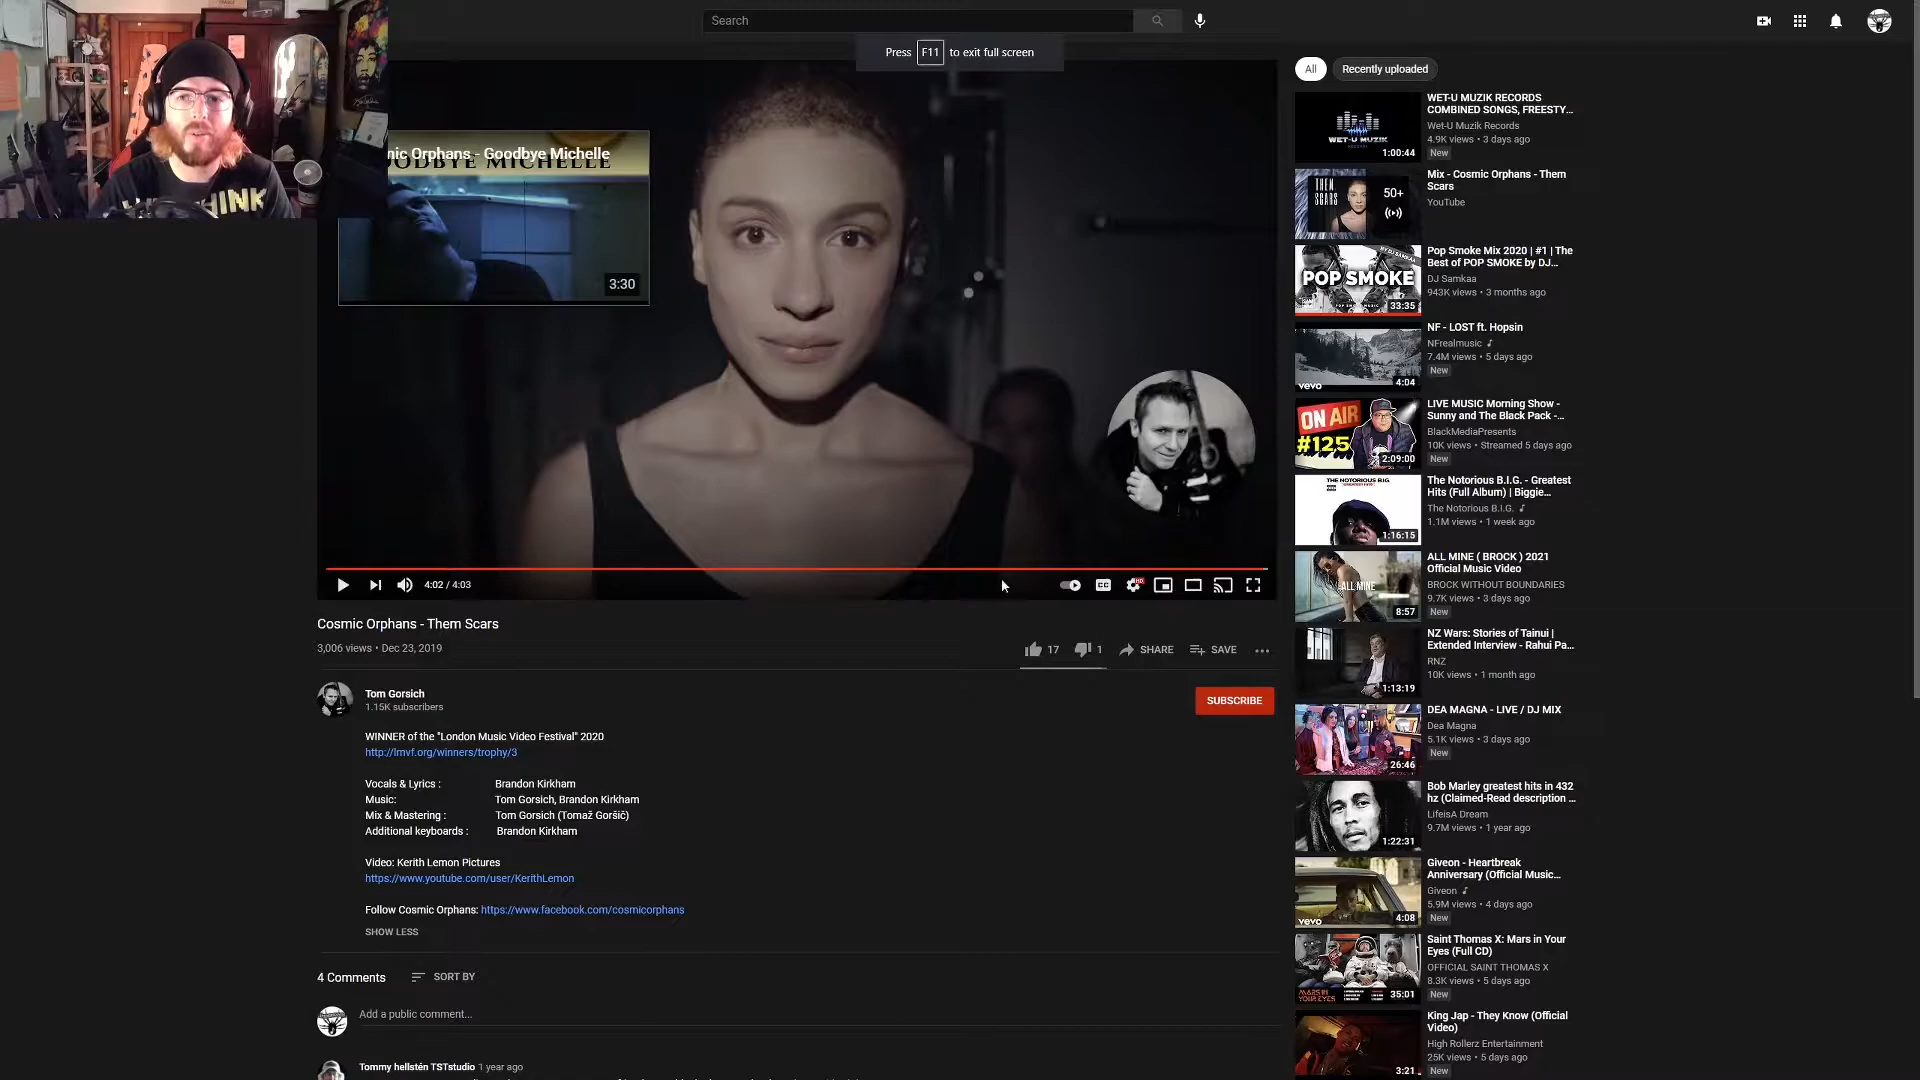 Search
Press F11 to exit full screen
nic Orphans - Goodbye Michelle
3:30
4:02 / 4:03
CC
HD
Cosmic Orphans - Them Scars
3,006 views • Dec 23, 2019
17
1
SHARE
SAVE
Tom Gorsich
1.15K subscribers
SUBSCRIBE
WINNER of the "London Music Video Festival" 2020
http://lmvf.org/winners/trophy/3
Vocals & Lyrics : Brandon Kirkham
Music: Tom Gorsich, Brandon Kirkham
Mix & Mastering : Tom Gorsich (Tomaž Goršič)
Additional keyboards : Brandon Kirkham
Video: Kerith Lemon Pictures
https://www.youtube.com/user/KerithLemon
Follow Cosmic Orphans: https://www.facebook.com/cosmicorphans
SHOW LESS
4 Comments
SORT BY
Add a public comment...
Tommy hellstén TSTstudio 1 year ago
All
Recently uploaded
WET-U MUZIK
1:00:44
WET-U MUZIK RECORDS
COMBINED SONGS, FREESTY...
Wet-U Muzik Records
4.9K views • 3 days ago
New
THEM
SCARS
50+
Mix - Cosmic Orphans - Them
Scars
YouTube
POP SMOKE
33:35
Pop Smoke Mix 2020 | #1 | The
Best of POP SMOKE by DJ...
DJ Samkaa
943K views • 3 months ago
vevo
4:04
NF - LOST ft. Hopsin
NFrealmusic
7.4M views • 5 days ago
New
ON AIR
#125
2:09:00
LIVE MUSIC Morning Show -
Sunny and The Black Pack -...
BlackMediaPresents
10K views • Streamed 5 days ago
New
THE NOTORIOUS B.I.G.
1:16:15
The Notorious B.I.G. - Greatest
Hits (Full Album) | Biggie...
The Notorious B.I.G.
1.1M views • 1 week ago
ALL MINE
8:57
ALL MINE ( BROCK ) 2021
Official Music Video
BROCK WITHOUT BOUNDARIES
9.7K views • 3 days ago
New
1:13:19
NZ Wars: Stories of Tainui |
Extended Interview - Rahui Pa...
RNZ
10K views • 1 month ago
26:46
DEA MAGNA - LIVE / DJ MIX
Dea Magna
5.1K views • 3 days ago
New
1:22:31
Bob Marley greatest hits in 432
hz (Claimed-Read description ...
LifeisA Dream
9.7M views • 1 year ago
vevo
4:08
Giveon - Heartbreak
Anniversary (Official Music...
Giveon
5.9M views • 4 days ago
New
MARS IN
YOUR EYES
35:01
Saint Thomas X: Mars in Your
Eyes (Full CD)
OFFICIAL SAINT THOMAS X
8.3K views • 5 days ago
New
3:21
King Jap - They Know (Official
Video)
High Rollerz Entertainment
25K views • 5 days ago
New